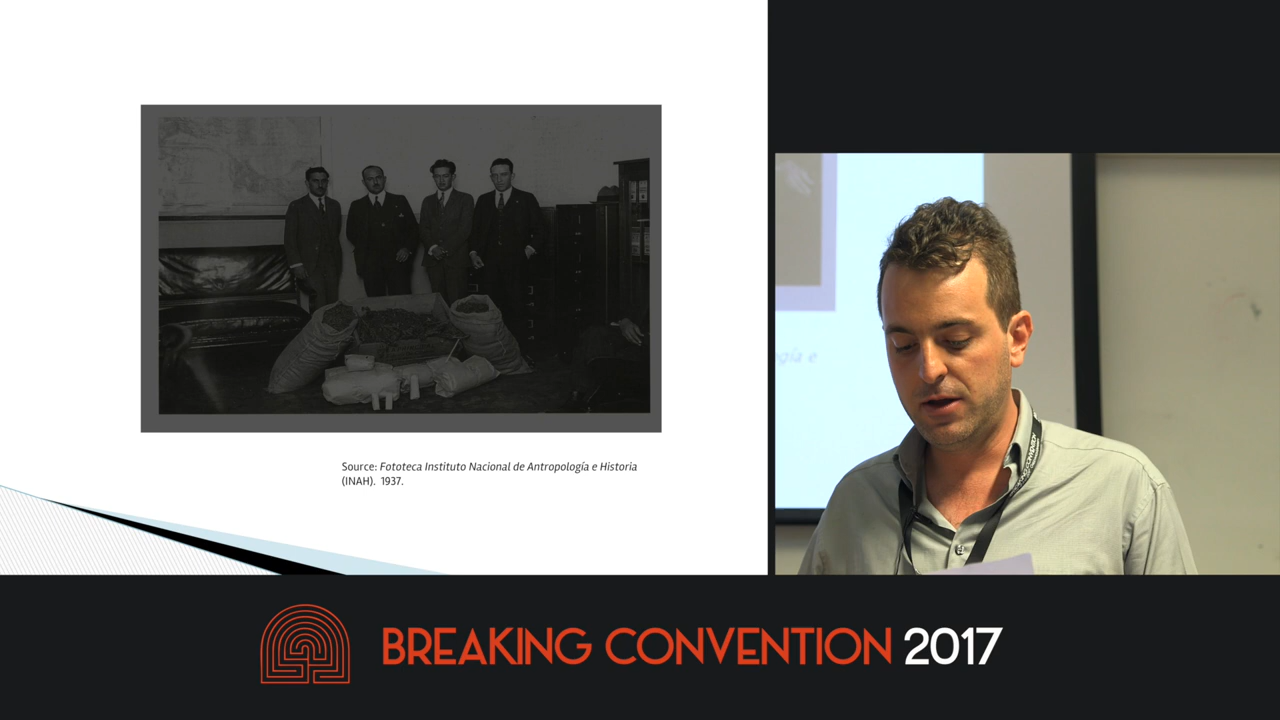 Source: Fototeca Instituto Nacional de Antropología e Historia
(INAH).  1937.
BREAKING CONVENTION 2017